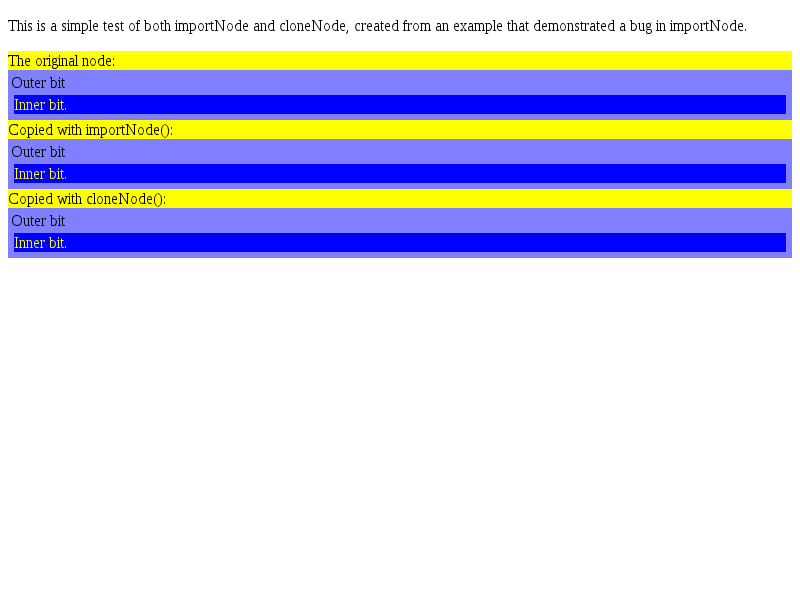 This is a simple test of both importNode and cloneNode, created from an example that demonstrated a bug in importNode.
The original node:
Outer bit
Inner bit.
Copied with importNode():
Outer bit
Inner bit.
Copied with cloneNode():
Outer bit
Inner bit.